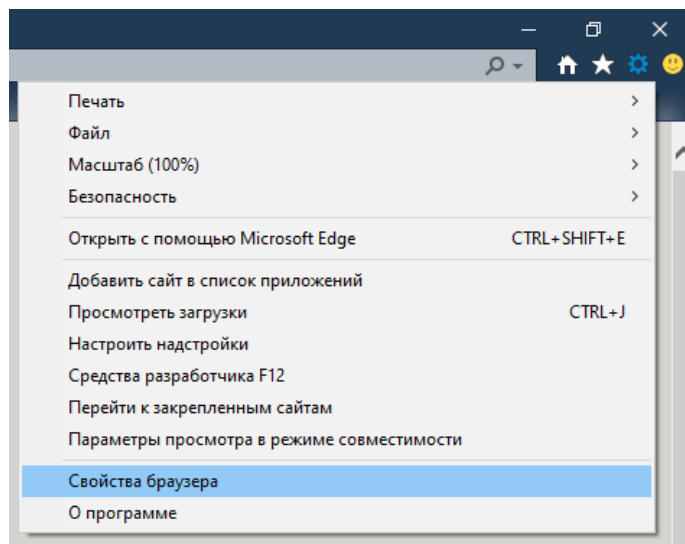 Печать
Файл
Масштаб (100%)
Безопасность
Открыть с помощью Microsoft Edge CTRL+SHIFT+E
Добавить сайт в список приложений
Просмотреть загрузки CTRL+J
Настроить надстройки
Средства разработчика F12
Перейти к закрепленным сайтам
Параметры просмотра в режиме совместимости
Свойства браузера
О программе